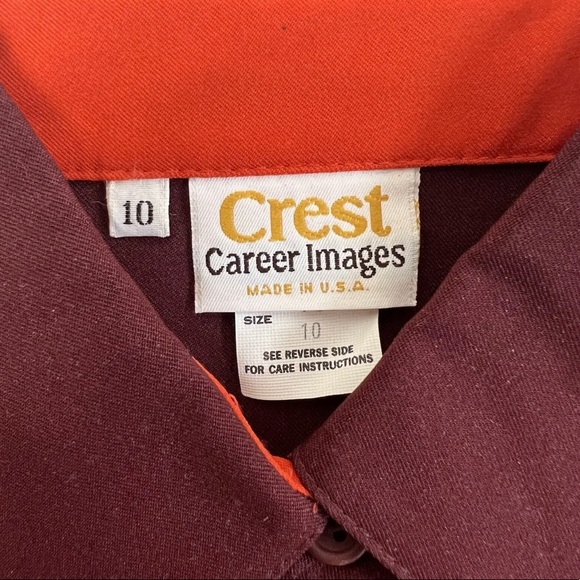 10
Crest
Career Images
MADE IN U.S.A.
SIZE 10
SEE REVERSE SIDE
FOR CARE INSTRUCTIONS